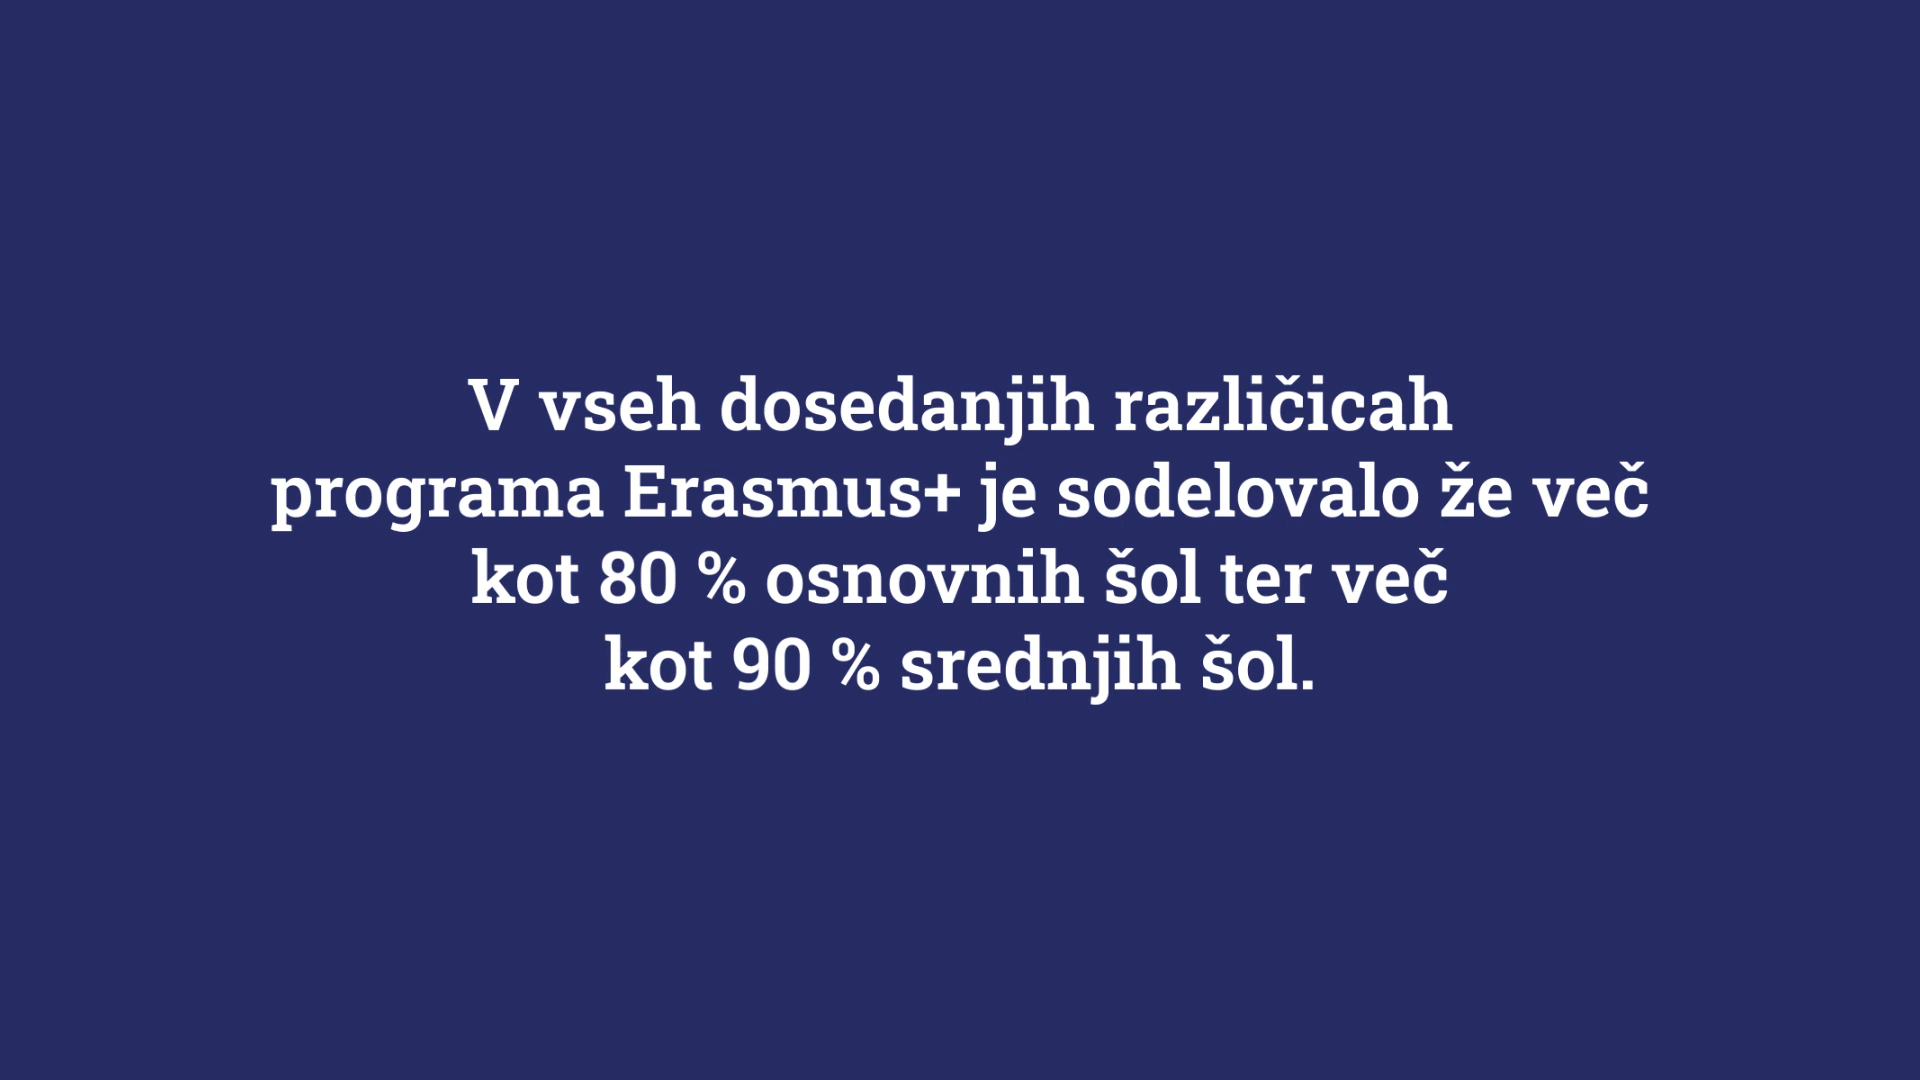 V vseh dosedanjih različicah
programa Erasmus+ je sodelovalo že več
kot 80 % osnovnih šol ter več
kot 90 % srednjih šol.